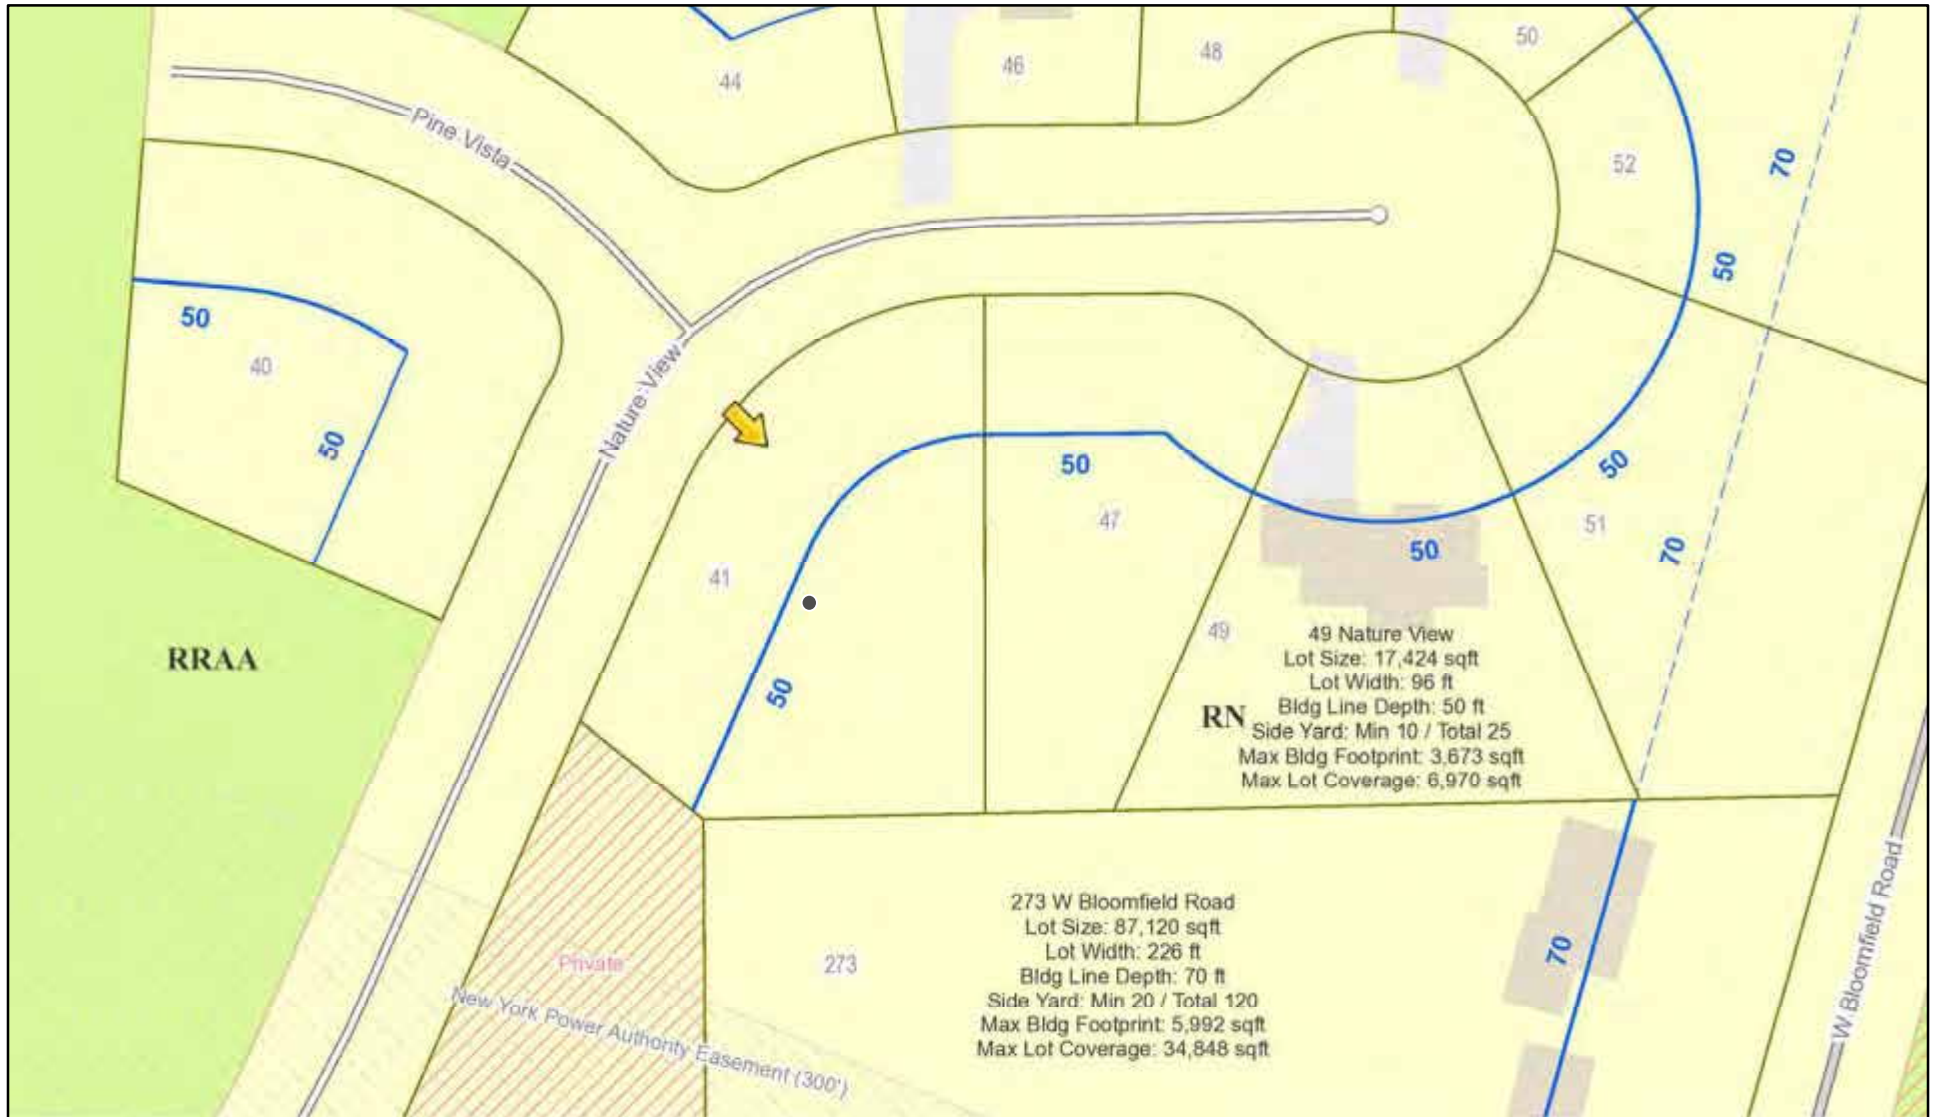 50
44
46
48
Pine Vista
52
70
50
50
40
Nature View
50
50
50
47
51
50
70
41
49
49 Nature View
Lot Size: 17,424 sqft
Lot Width: 96 ft
RN
Bldg Line Depth: 50 ft
Side Yard: Min 10 / Total 25
Max Bldg Footprint: 3,673 sqft
Max Lot Coverage: 6,970 sqft
RRAA
50
273 W Bloomfield Road
Lot Size: 87,120 sqft
Lot Width: 226 ft
Bldg Line Depth: 70 ft
Side Yard: Min 20 / Total 120
Max Bldg Footprint: 5,992 sqft
Max Lot Coverage: 34,848 sqft
273
70
W Bloomfield Road
Private
New York Power Authority Easement (300')